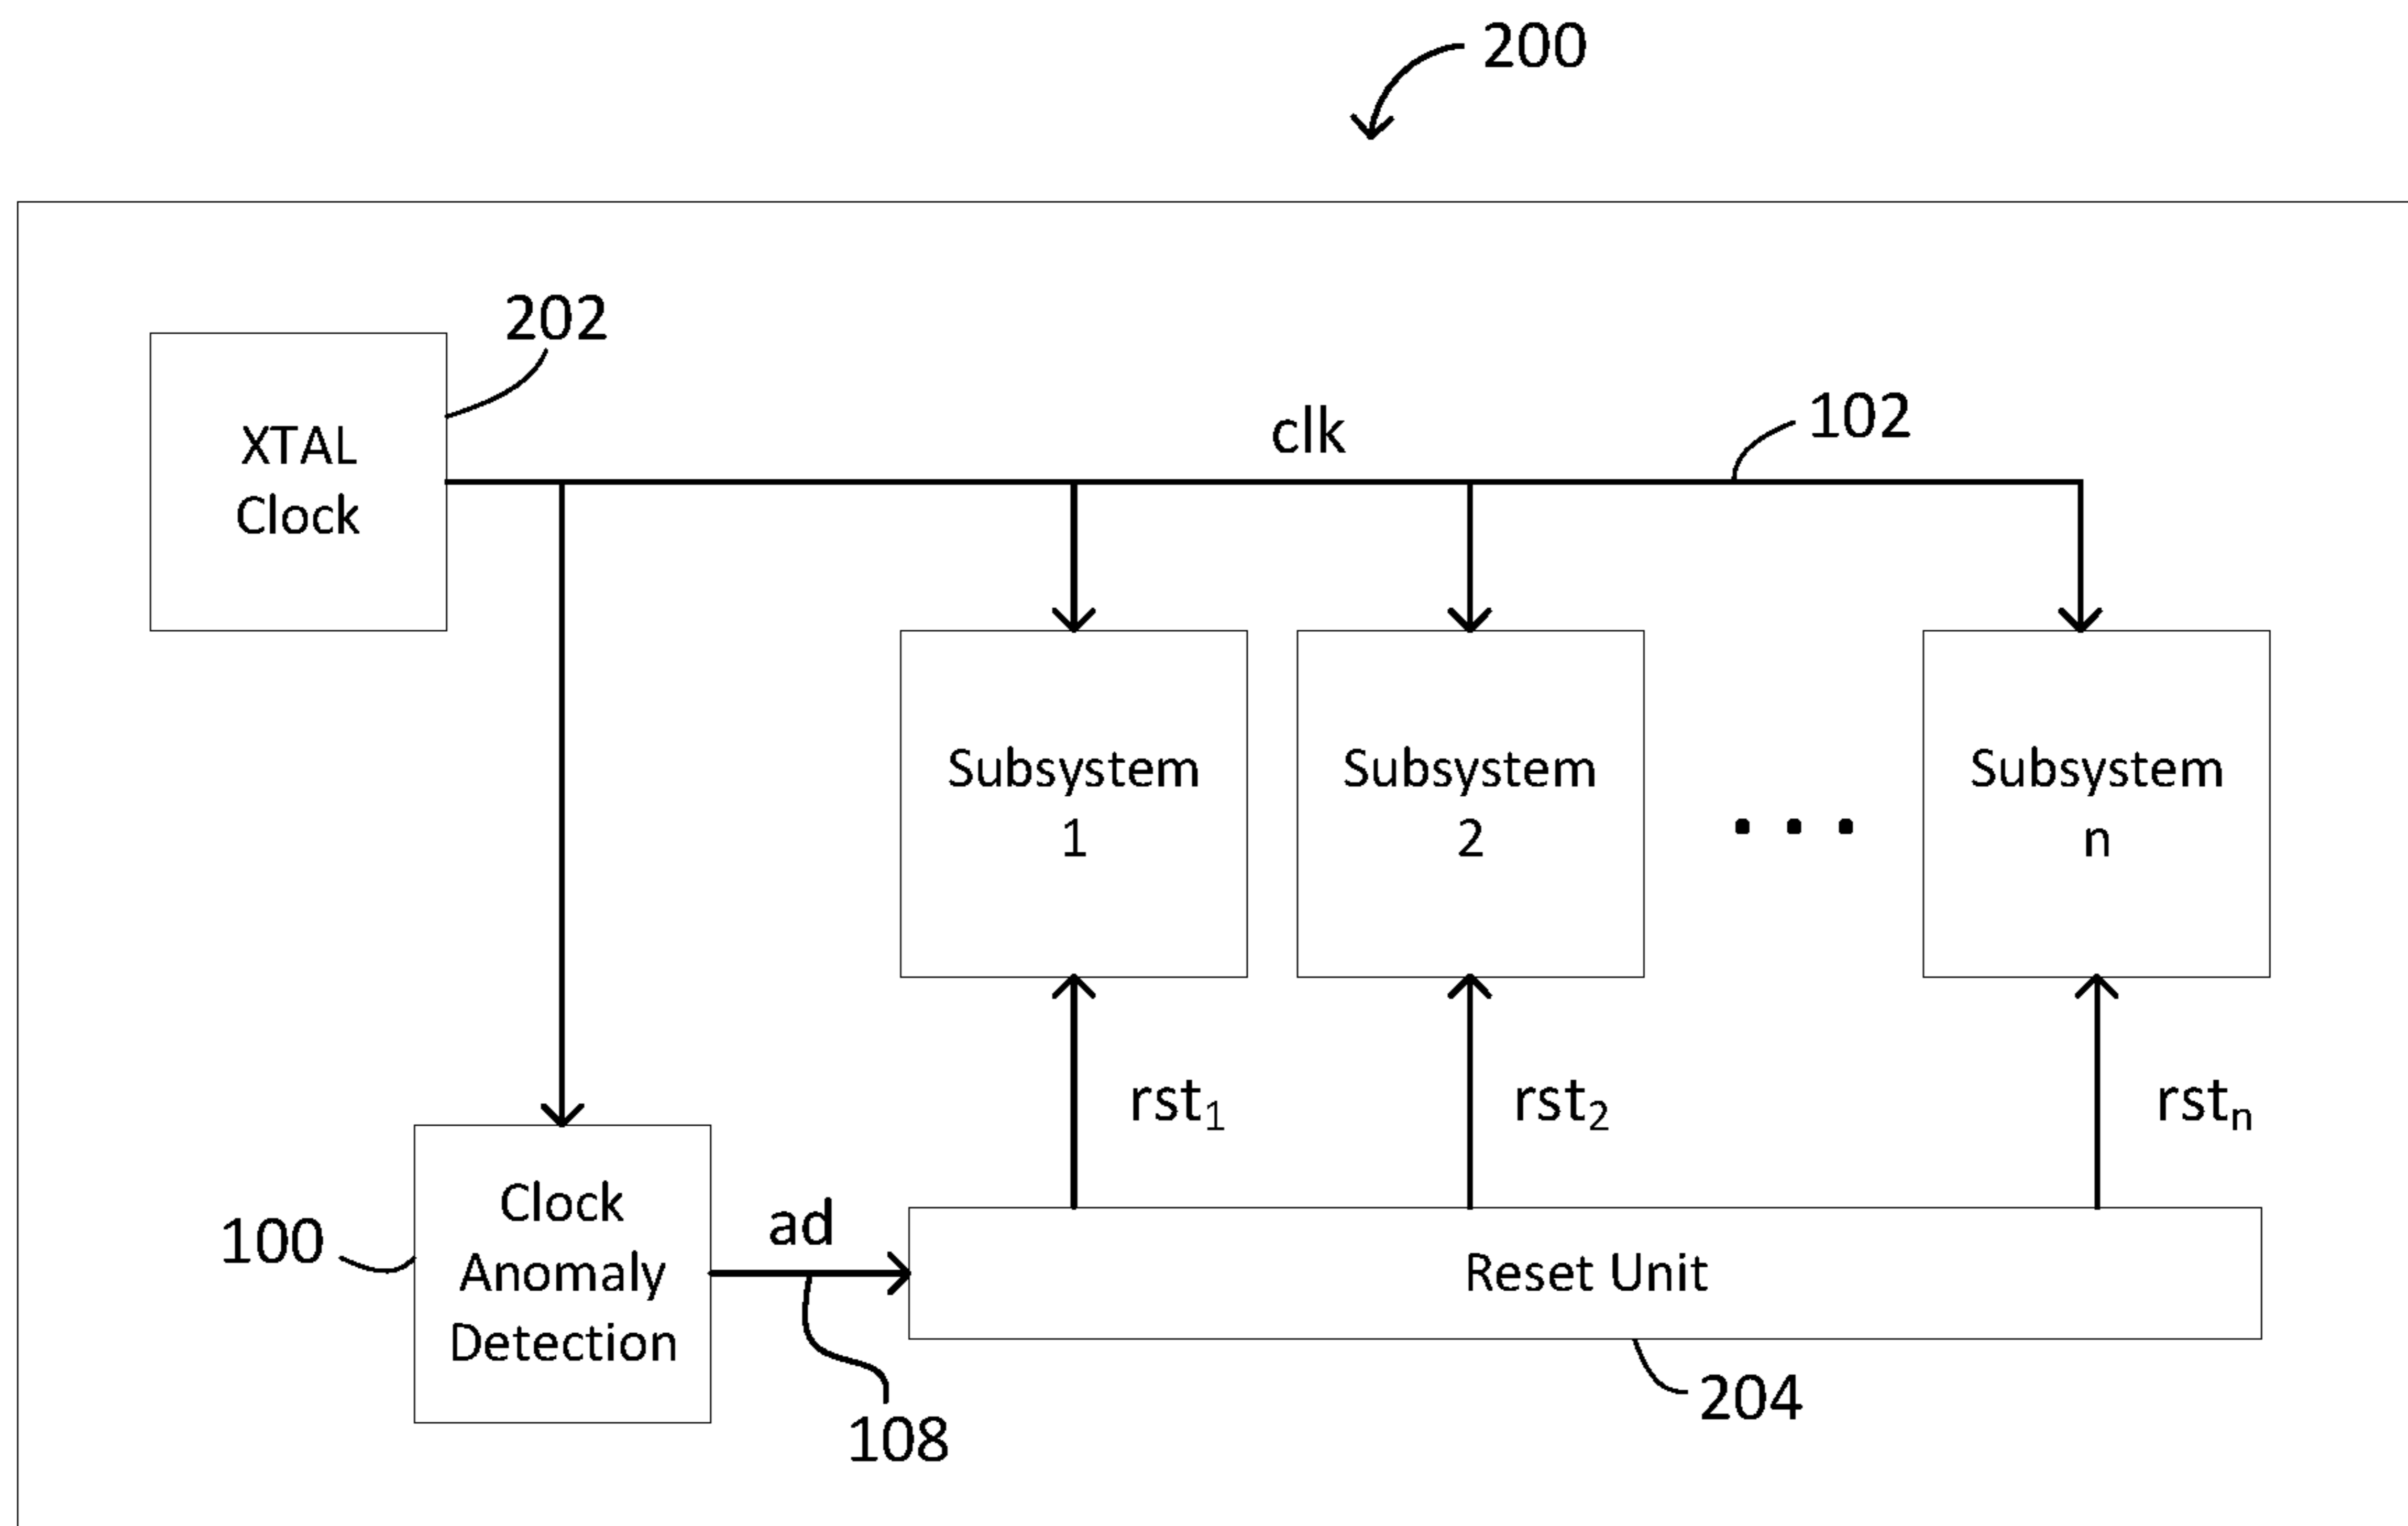 200
202
XTAL
Clock
clk
102
Subsystem
1
Subsystem
2
. . .
Subsystem
n
rst1
rst2
rstn
100
Clock
Anomaly
Detection
ad
108
Reset Unit
204